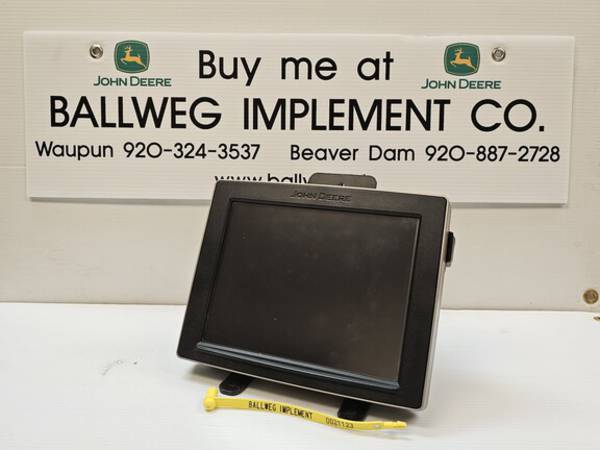 JOHN DEERE
Buy me at
JOHN DEERE
BALLWEG IMPLEMENT CO.
Waupun 920-324-3537 Beaver Dam 920-887-2728
JOHN DEERE
BALLWEG IMPLEMENT 0021123